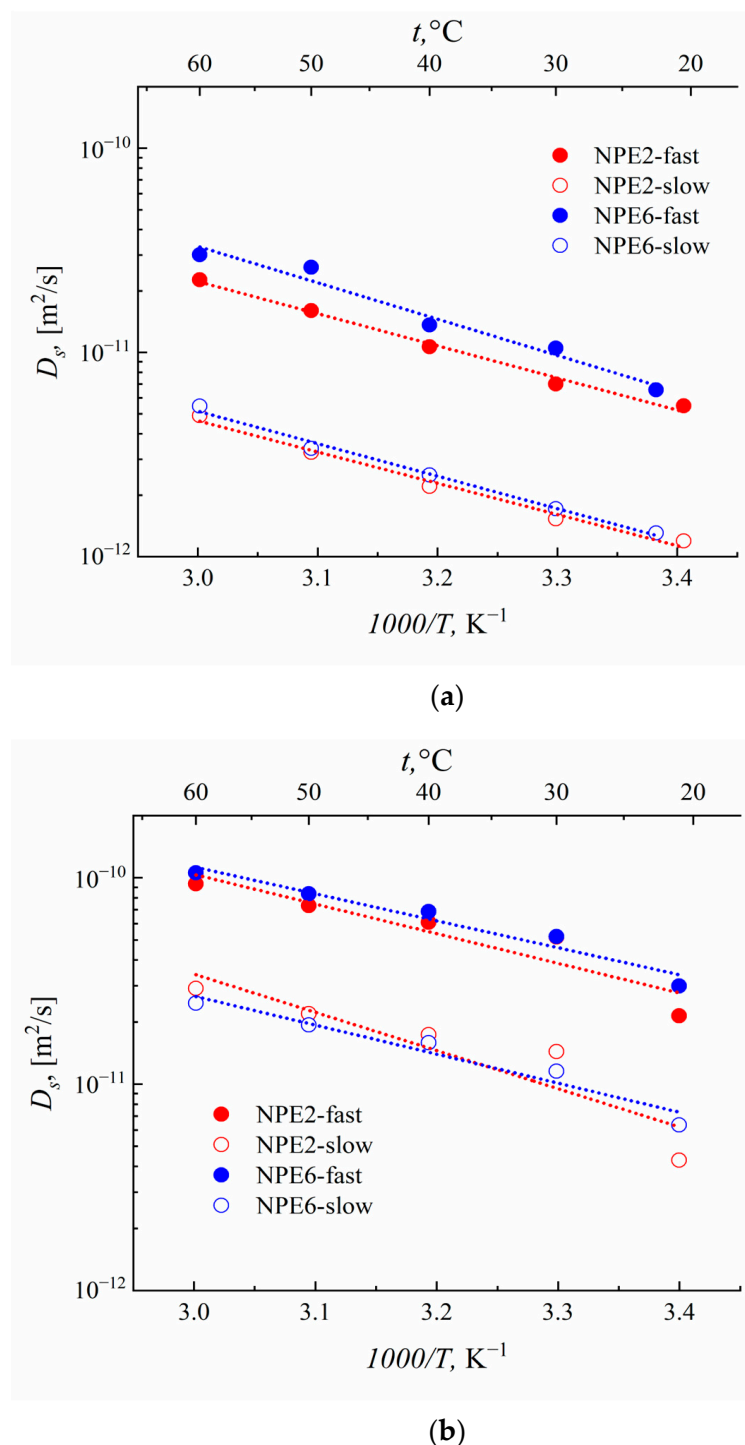 t,°C
60 50 40 30 20
10⁻¹⁰
NPE2-fast
NPE2-slow
NPE6-fast
NPE6-slow
Dₛ, [m²/s]
10⁻¹¹
10⁻¹²
3.0 3.1 3.2 3.3 3.4
1000/T, K⁻¹
(a)
t,°C
60 50 40 30 20
10⁻¹⁰
Dₛ, [m²/s]
10⁻¹¹
NPE2-fast
NPE2-slow
NPE6-fast
NPE6-slow
10⁻¹²
3.0 3.1 3.2 3.3 3.4
1000/T, K⁻¹
(b)